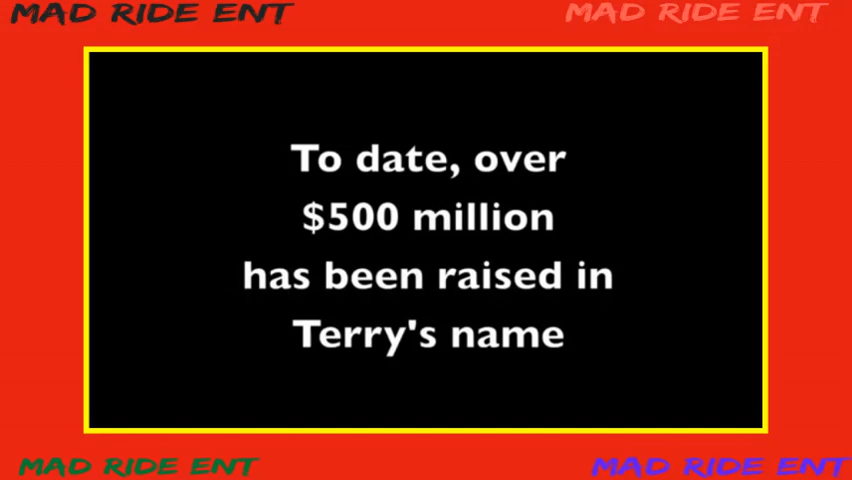 MAD RIDE ENT MAD RIDE ENT
To date, over
$500 million
has been raised in
Terry's name
MAD RIDE ENT MAD RIDE ENT